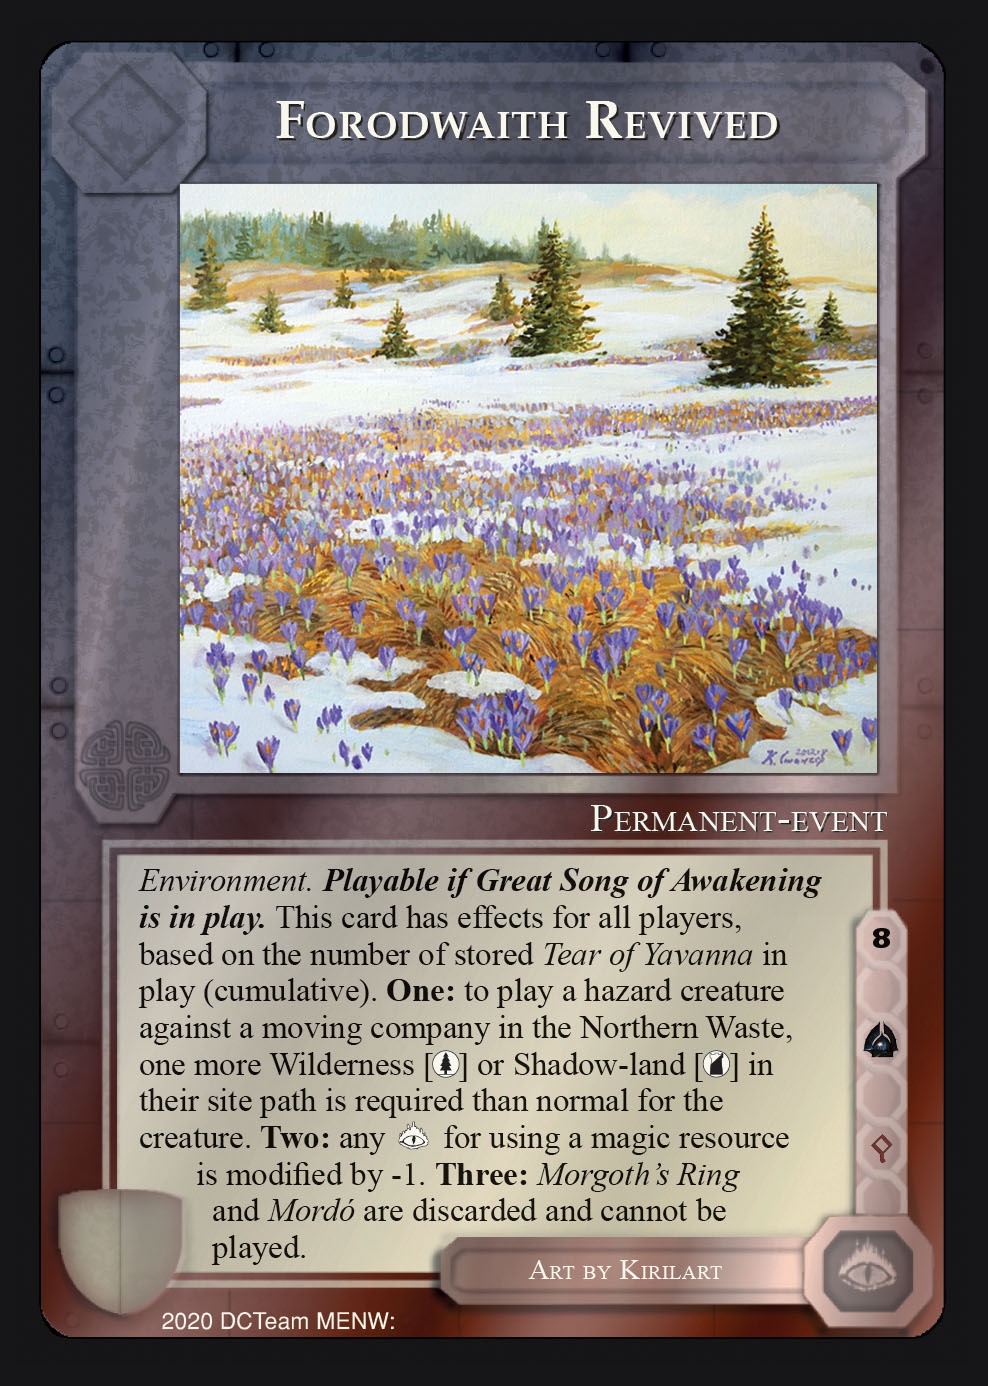 Forodwaith Revived
Permanent-event
Environment. Playable if Great Song of Awakening
is in play. This card has effects for all players,
based on the number of stored Tear of Yavanna in
play (cumulative). One: to play a hazard creature
against a moving company in the Northern Waste,
one more Wilderness [] or Shadow-land [] in
their site path is required than normal for the
creature. Two: any for using a magic resource
is modified by -1. Three: Morgoth's Ring
and Mordó are discarded and cannot be
played.
8
Art by Kirilart
2020 DCTeam MENW: